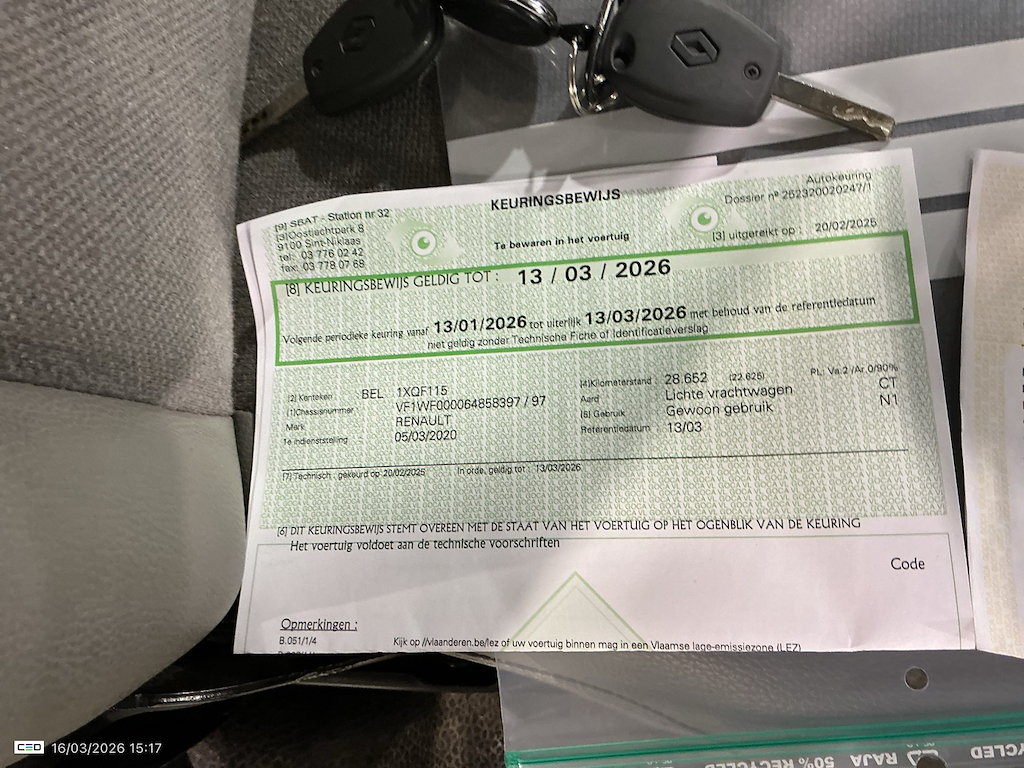 KEURINGSBEWIJS
Te bewaren in het voertuig
[9] SBAT - Station nr 32
[3]Oostjachtpark 8
9100 Sint-Niklaas
tel: 03 776 02 42
fax: 03 778 07 68
Autokeuring
Dossier nº 252320020247/1
[3] uitgereikt op : 20/02/2025
[8] KEURINGSBEWIJS GELDIG TOT : 13 / 03 / 2026
Volgende periodieke keuring vanaf 13/01/2026 tot uiterlijk 13/03/2026 met behoud van de referentiedatum
niet geldig zonder Technische Fiche of Identificatieverslag
[2] Kenteken : BEL 1XQF115
[1]Chassisnummer VF1WF000064858397 / 97
Merk RENAULT
1e indienststelling 05/03/2020
[4]Kilometerstand : 28.652 (22.625)
Aard Lichte vrachtwagen
[5] Gebruik Gewoon gebruik
Referentiedatum : 13/03
PL: Va:2 /Ar:0/90%
CT
N1
[7] Technisch : gekeurd op 20/02/2025 In orde, geldig tot : 13/03/2026
[6] DIT KEURINGSBEWIJS STEMT OVEREEN MET DE STAAT VAN HET VOERTUIG OP HET OGENBLIK VAN DE KEURING
Het voertuig voldoet aan de technische voorschriften
Code
Opmerkingen :
B.051/1/4 Kijk op //vlaanderen.be/lez of uw voertuig binnen mag in een Vlaamse lage-emissiezone (LEZ)
RAJA 50% RECYCLED
CED 16/03/2026 15:17